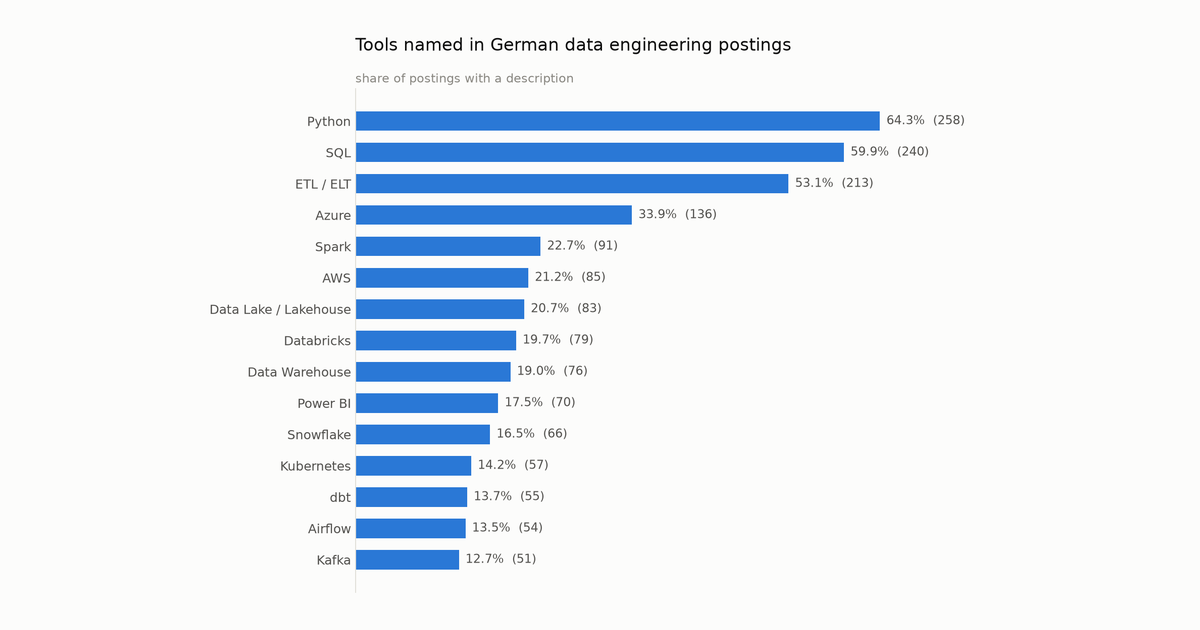 Tools named in German data engineering postings
share of postings with a description
Python 64.3% (258)
SQL 59.9% (240)
ETL / ELT 53.1% (213)
Azure 33.9% (136)
Spark 22.7% (91)
AWS 21.2% (85)
Data Lake / Lakehouse 20.7% (83)
Databricks 19.7% (79)
Data Warehouse 19.0% (76)
Power BI 17.5% (70)
Snowflake 16.5% (66)
Kubernetes 14.2% (57)
dbt 13.7% (55)
Airflow 13.5% (54)
Kafka 12.7% (51)